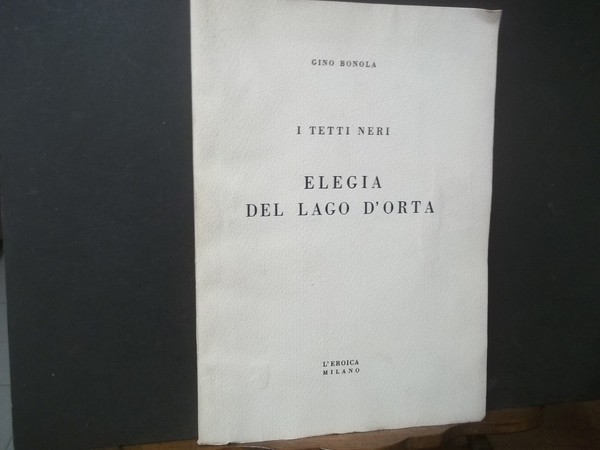 GINO BONOLA
I TETTI NERI
ELEGIA
DEL LAGO D'ORTA
L'EROICA
MILANO